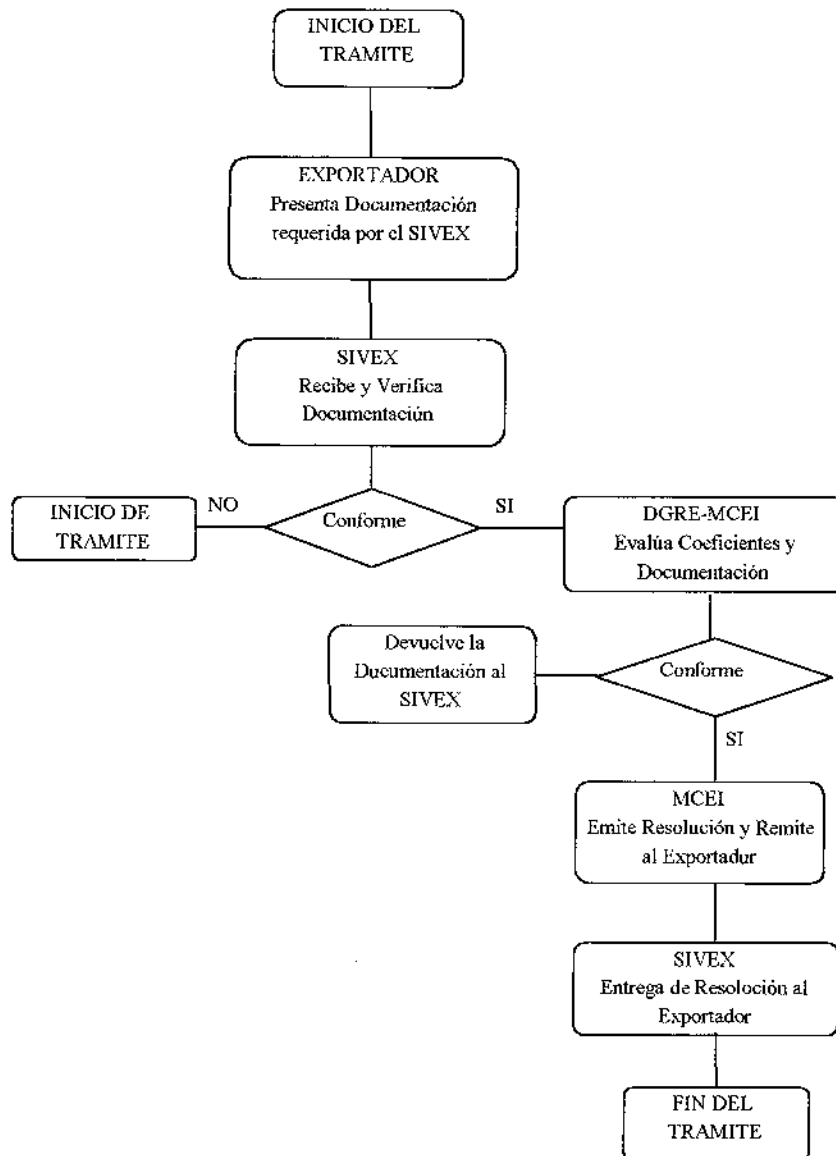 INICIO DEL
TRAMITE
EXPORTADOR
Presenta Documentación
requerida por el SIVEX
SIVEX
Recibe y Verifica
Documentación
INICIO DE
TRAMITE
NO
Conforme
SI
DGRE-MCEI
Evalúa Coeficientes y
Documentación
Devuelve la
Ducumentación al
SIVEX
Conforme
SI
MCEI
Emite Resolución y Remite
al Exportadur
SIVEX
Entrega de Resoloción al
Exportador
FIN DEL
TRAMITE